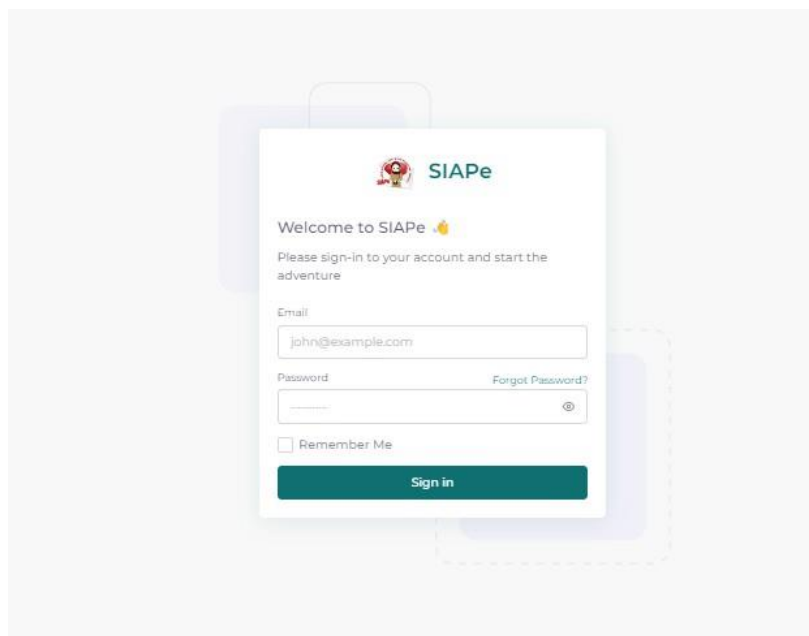 SIAPe
Welcome to SIAPe 👋
Please sign-in to your account and start the
adventure
Email
john@example.com
Password
Forgot Password?
Remember Me
Sign in